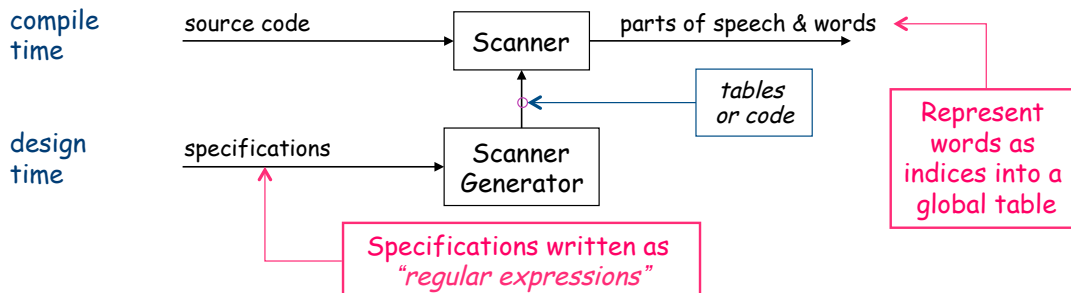 compile
time
source code
Scanner
parts of speech & words
tables
or code
Represent
words as
indices into a
global table
design
time
specifications
Scanner
Generator
Specifications written as
“regular expressions”